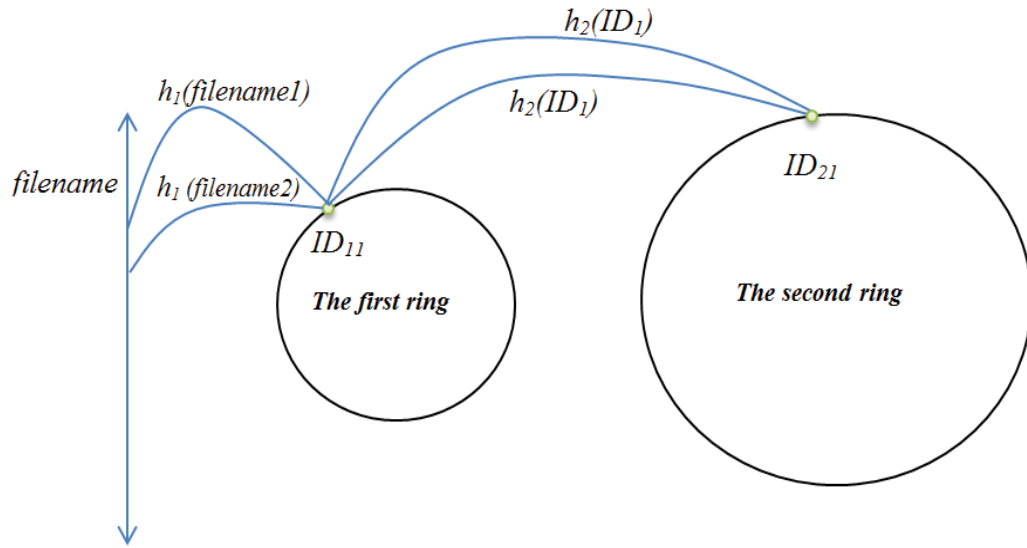 h₂(ID₁)
h₁(filename1)
h₂(ID₁)
filename
ID₂₁
h₁ (filename2)
ID₁₁
The first ring
The second ring